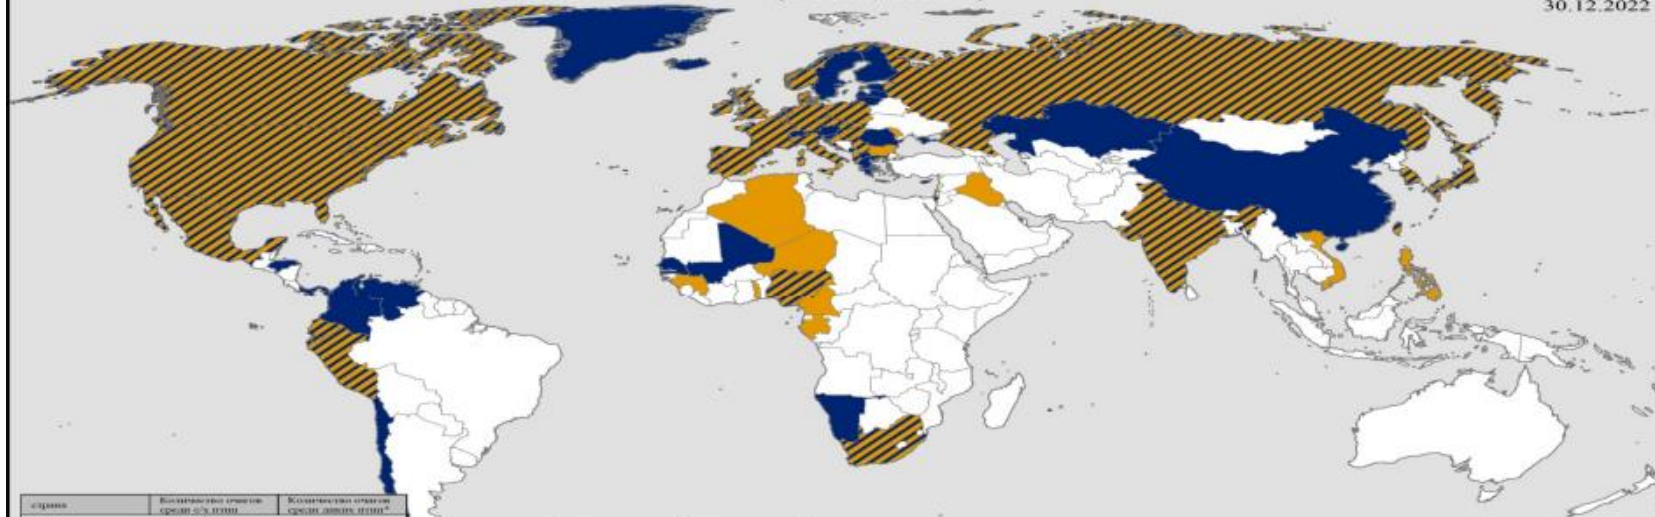 30.12.2022
страна
Количество очагов
среди с/х птиц
Количество очагов
среди диких птиц*